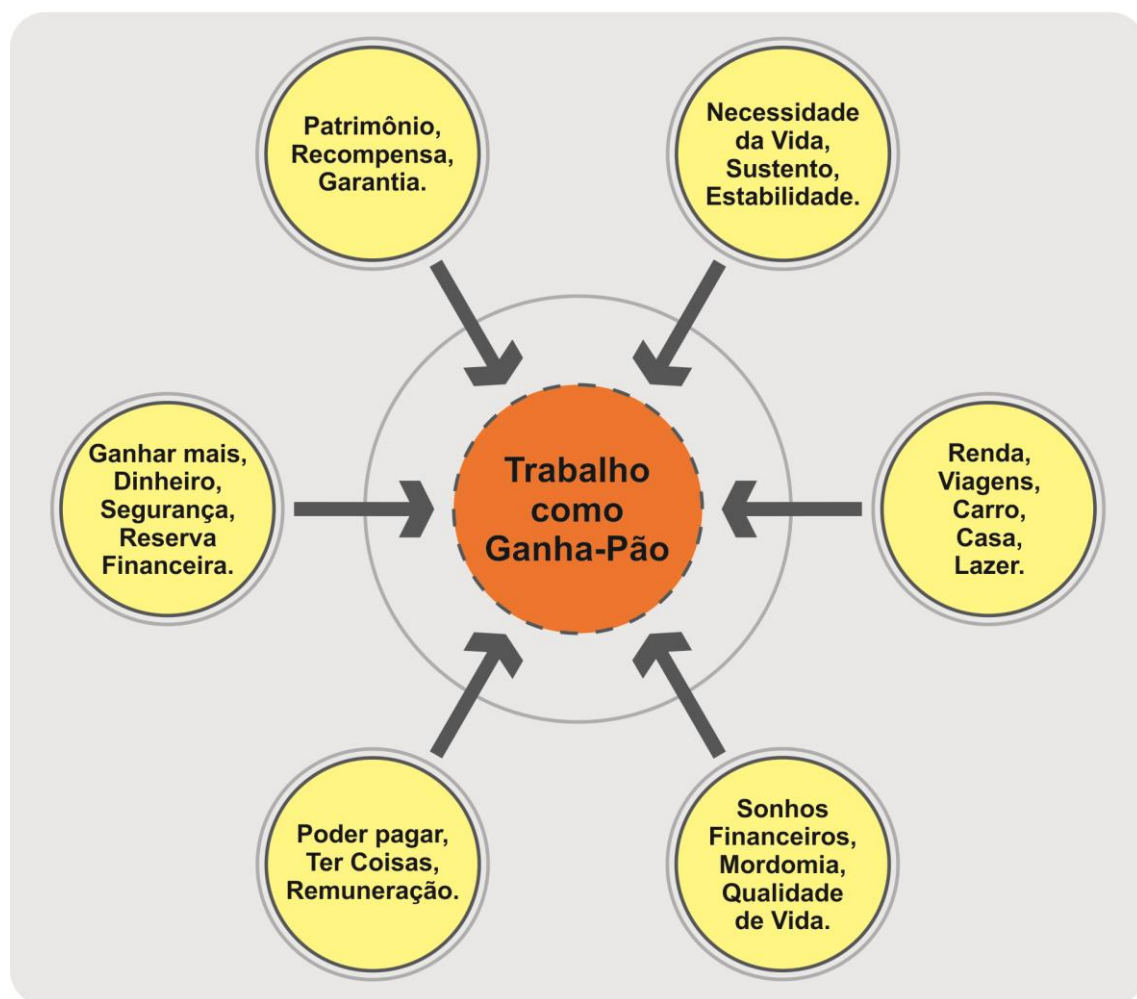 Patrimônio,
Recompensa,
Garantia.
Necessidade
da Vida,
Sustento,
Estabilidade.
Ganhar mais,
Dinheiro,
Segurança,
Reserva
Financeira.
Trabalho
como
Ganha-Pão
Renda,
Viagens,
Carro,
Casa,
Lazer.
Poder pagar,
Ter Coisas,
Remuneração.
Sonhos
Financeiros,
Mordomia,
Qualidade
de Vida.